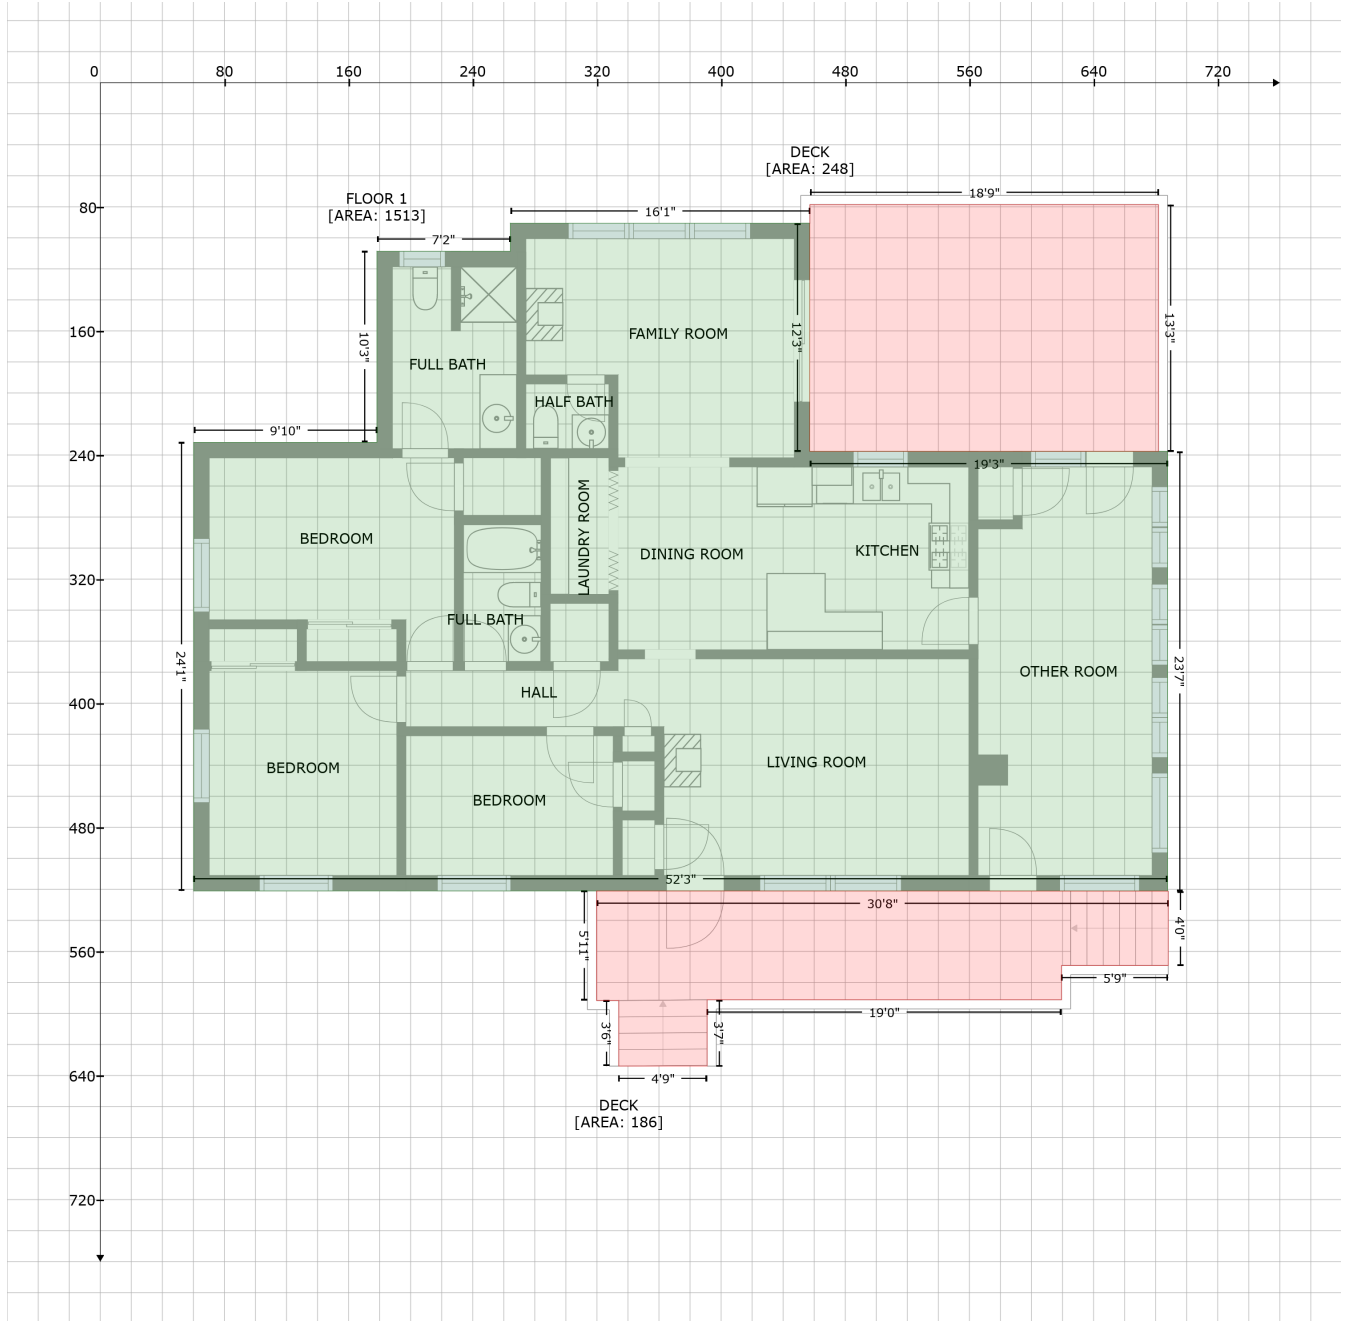 0 80 160 240 320 400 480 560 640 720
DECK
[AREA: 248]
18'9"
FLOOR 1
[AREA: 1513]
80
16'1"
7'2"
160
10'3"
FULL BATH
FAMILY ROOM
12'3"
13'3"
HALF BATH
9'10"
240
19'3"
BEDROOM
LAUNDRY ROOM
DINING ROOM
KITCHEN
320
FULL BATH
24'1"
OTHER ROOM
23'7"
HALL
400
BEDROOM
LIVING ROOM
BEDROOM
480
52'3"
30'8"
5'11"
4'0"
560
5'9"
19'0"
3'6"
3'7"
640
4'9"
DECK
[AREA: 186]
720